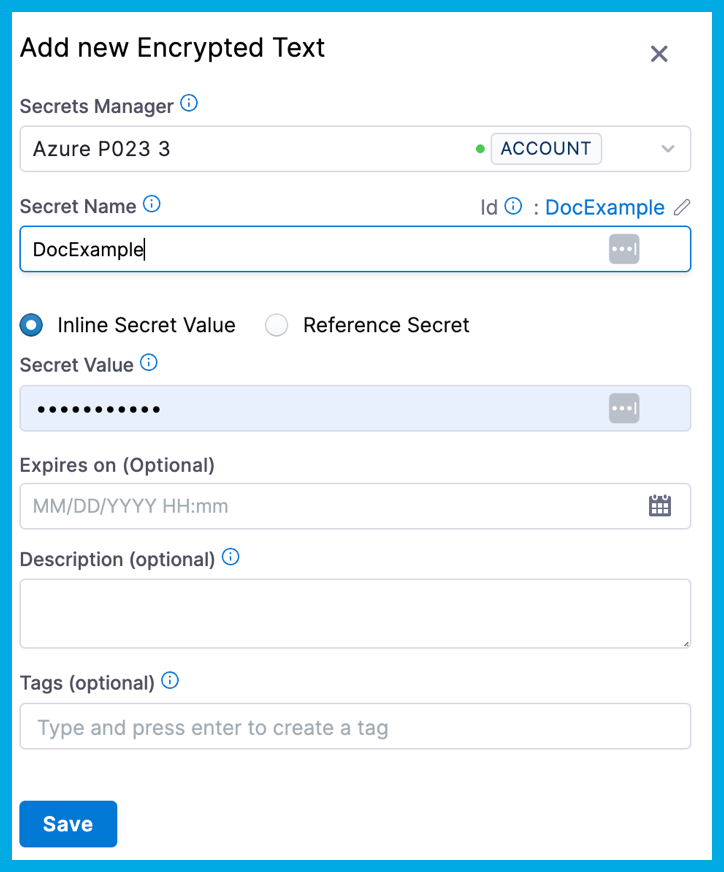 Add new Encrypted Text
Secrets Manager
Azure P023 3 ACCOUNT
Secret Name Id : DocExample
DocExample
Inline Secret Value Reference Secret
Secret Value
•••••••••••
Expires on (Optional)
MM/DD/YYYY HH:mm
Description (optional)
Tags (optional)
Type and press enter to create a tag
Save